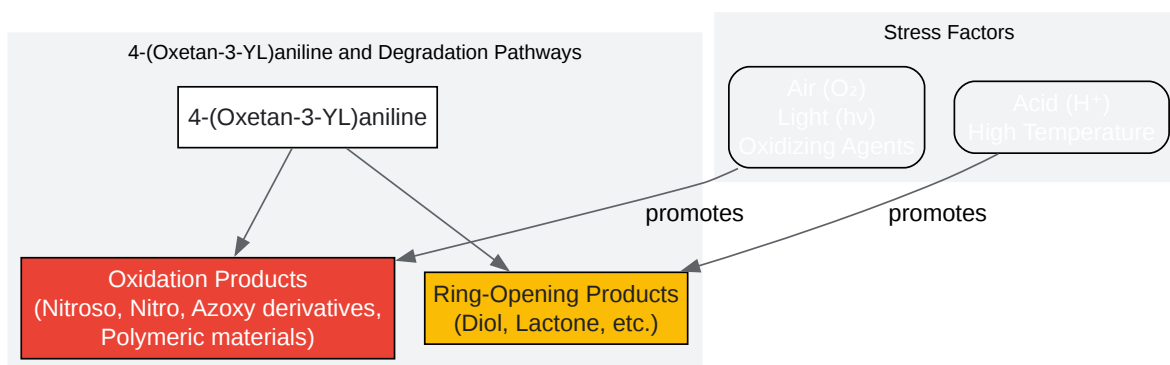 Stress Factors
4-(Oxetan-3-YL)aniline and Degradation Pathways
Air (O₂)
Light (hν)
Oxidizing Agents
Acid (H⁺)
High Temperature
4-(Oxetan-3-YL)aniline
promotes
promotes
Oxidation Products
(Nitroso, Nitro, Azoxy derivatives,
Polymeric materials)
Ring-Opening Products
(Diol, Lactone, etc.)